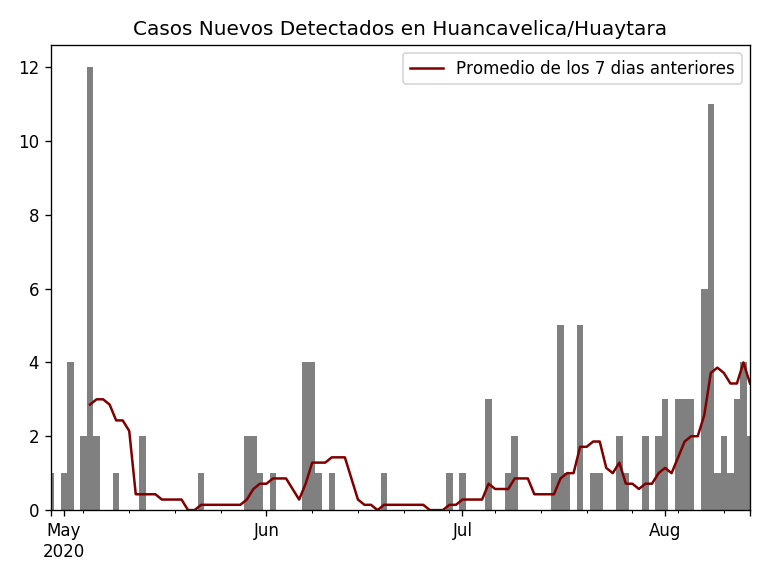 Casos Nuevos Detectados en Huancavelica/Huaytara
Promedio de los 7 dias anteriores
12
10
8
6
4
2
0
May Jun Jul Aug
2020